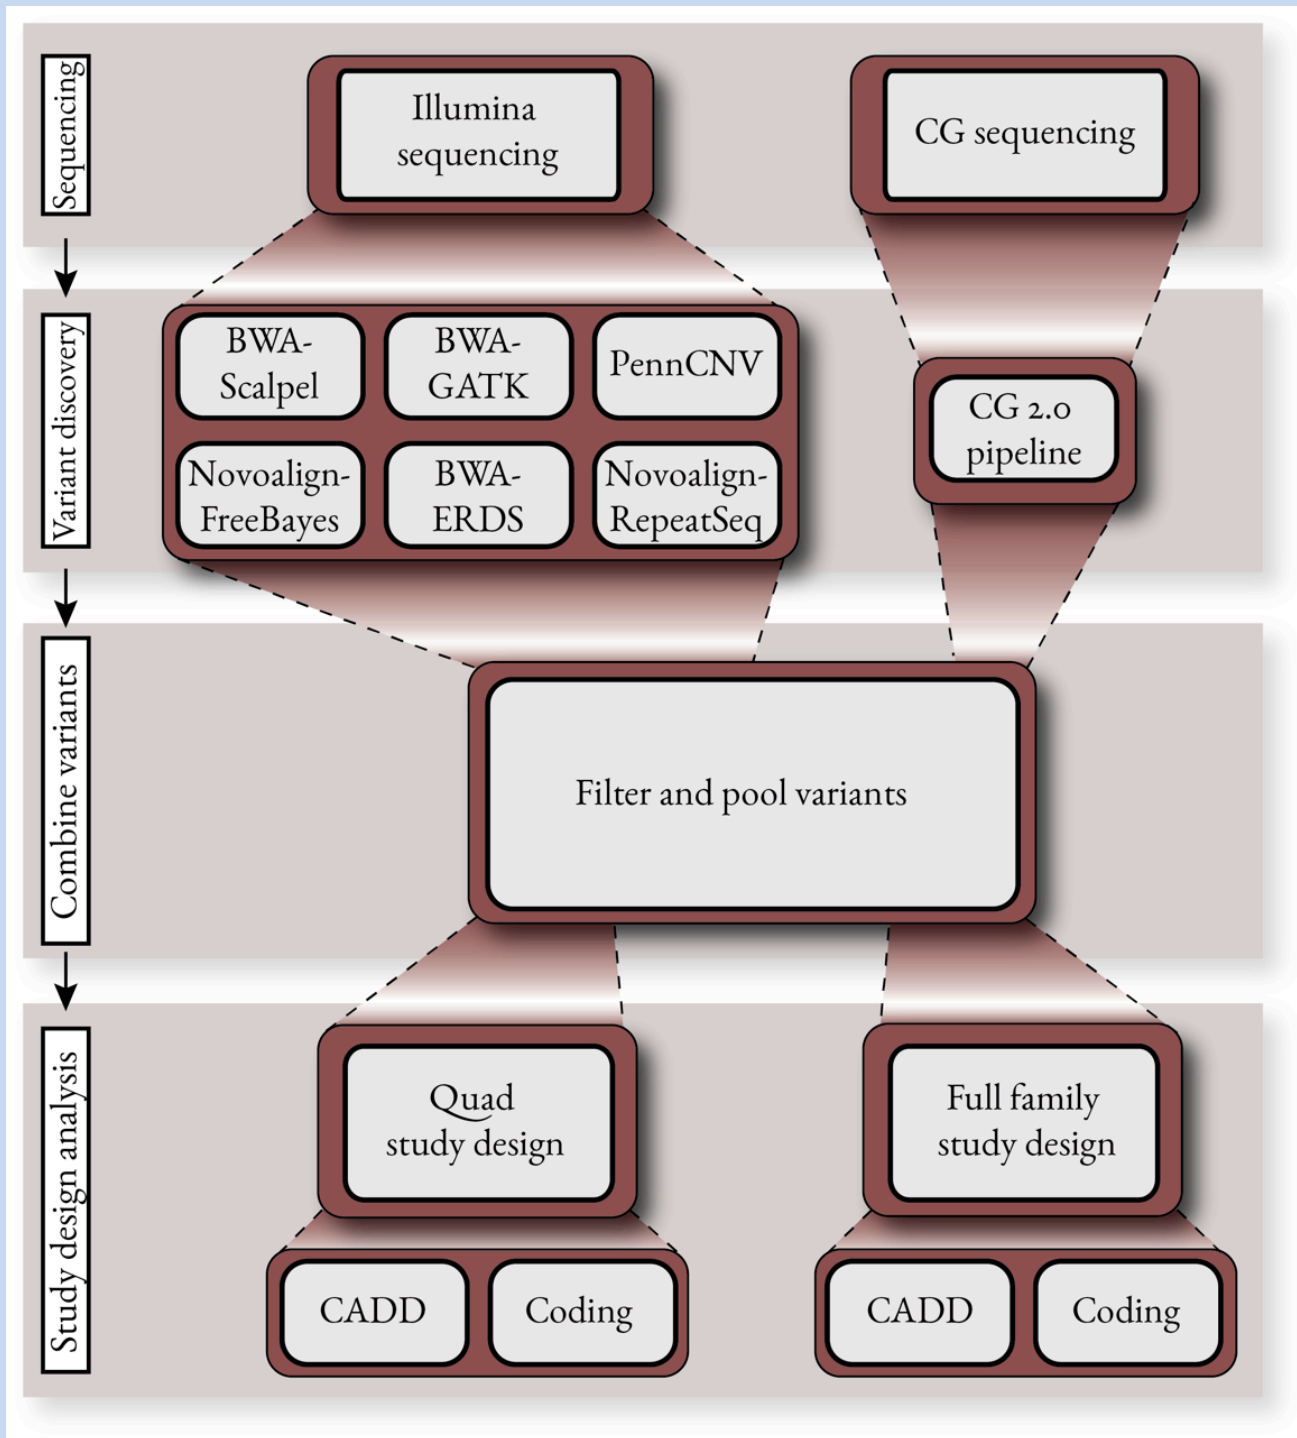 Sequencing
Illumina
sequencing
CG sequencing
Variant discovery
BWA-
Scalpel
BWA-
GATK
PennCNV
Novoalign-
FreeBayes
BWA-
ERDS
Novoalign-
RepeatSeq
CG 2.0
pipeline
Combine variants
Filter and pool variants
Study design analysis
Quad
study design
Full family
study design
CADD
Coding
CADD
Coding